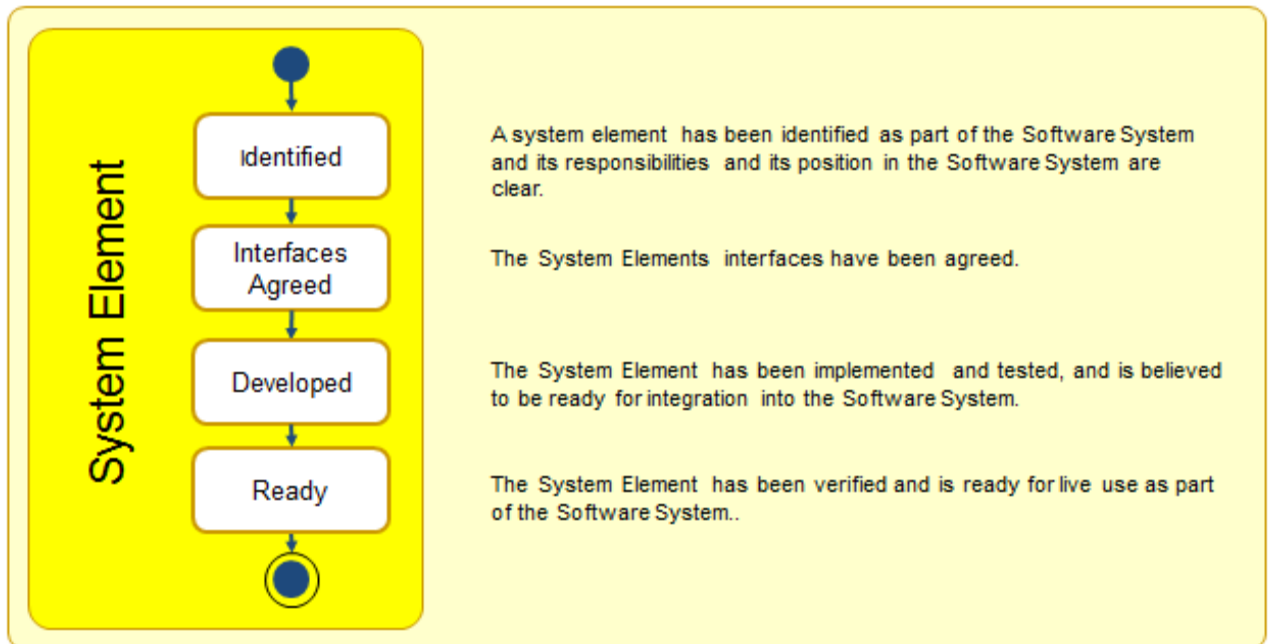 System Element
Identified
A system element has been identified as part of the Software System
and its responsibilities and its position in the Software System are
clear.
Interfaces
Agreed
The System Elements interfaces have been agreed.
Developed
The System Element has been implemented and tested, and is believed
to be ready for integration into the Software System.
Ready
The System Element has been verified and is ready for live use as part
of the Software System..